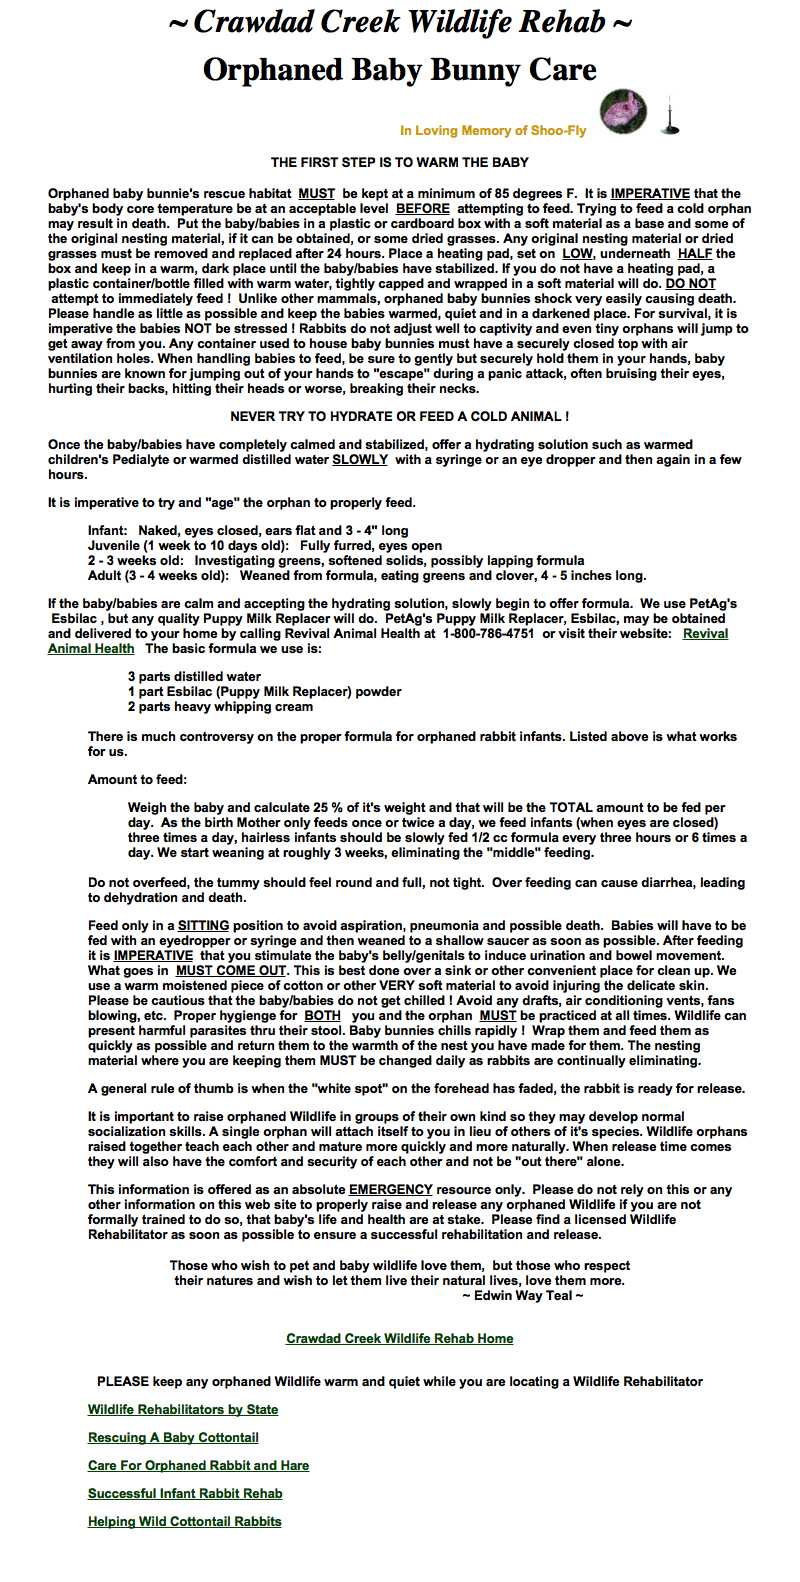 ~ Crawdad Creek Wildlife Rehab ~
Orphaned Baby Bunny Care
In Loving Memory of Shoo-Fly
THE FIRST STEP IS TO WARM THE BABY
Orphaned baby bunnie's rescue habitat MUST be kept at a minimum of 85 degrees F. It is IMPERATIVE that the
baby's body core temperature be at an acceptable level BEFORE attempting to feed. Trying to feed a cold orphan
may result in death. Put the baby/babies in a plastic or cardboard box with a soft material as a base and some of
the original nesting material, if it can be obtained, or some dried grasses. Any original nesting material or dried
grasses must be removed and replaced after 24 hours. Place a heating pad, set on LOW, underneath HALF the
box and keep in a warm, dark place until the baby/babies have stabilized. If you do not have a heating pad, a
plastic container/bottle filled with warm water, tightly capped and wrapped in a soft material will do. DO NOT
attempt to immediately feed ! Unlike other mammals, orphaned baby bunnies shock very easily causing death.
Please handle as little as possible and keep the babies warmed, quiet and in a darkened place. For survival, it is
imperative the babies NOT be stressed ! Rabbits do not adjust well to captivity and even tiny orphans will jump to
get away from you. Any container used to house baby bunnies must have a securely closed top with air
ventilation holes. When handling babies to feed, be sure to gently but securely hold them in your hands, baby
bunnies are known for jumping out of your hands to "escape" during a panic attack, often bruising their eyes,
hurting their backs, hitting their heads or worse, breaking their necks.
NEVER TRY TO HYDRATE OR FEED A COLD ANIMAL !
Once the baby/babies have completely calmed and stabilized, offer a hydrating solution such as warmed
children's Pedialyte or warmed distilled water SLOWLY with a syringe or an eye dropper and then again in a few
hours.
It is imperative to try and "age" the orphan to properly feed.
Infant: Naked, eyes closed, ears flat and 3 - 4" long
Juvenile (1 week to 10 days old): Fully furred, eyes open
2 - 3 weeks old: Investigating greens, softened solids, possibly lapping formula
Adult (3 - 4 weeks old): Weaned from formula, eating greens and clover, 4 - 5 inches long.
If the baby/babies are calm and accepting the hydrating solution, slowly begin to offer formula. We use PetAg's
Esbilac , but any quality Puppy Milk Replacer will do. PetAg's Puppy Milk Replacer, Esbilac, may be obtained
and delivered to your home by calling Revival Animal Health at 1-800-786-4751 or visit their website: Revival
Animal Health The basic formula we use is:
3 parts distilled water
1 part Esbilac (Puppy Milk Replacer) powder
2 parts heavy whipping cream
There is much controversy on the proper formula for orphaned rabbit infants. Listed above is what works
for us.
Amount to feed:
Weigh the baby and calculate 25 % of it's weight and that will be the TOTAL amount to be fed per
day. As the birth Mother only feeds once or twice a day, we feed infants (when eyes are closed)
three times a day, hairless infants should be slowly fed 1/2 cc formula every three hours or 6 times a
day. We start weaning at roughly 3 weeks, eliminating the "middle" feeding.
Do not overfeed, the tummy should feel round and full, not tight. Over feeding can cause diarrhea, leading
to dehydration and death.
Feed only in a SITTING position to avoid aspiration, pneumonia and possible death. Babies will have to be
fed with an eyedropper or syringe and then weaned to a shallow saucer as soon as possible. After feeding
it is IMPERATIVE that you stimulate the baby's belly/genitals to induce urination and bowel movement.
What goes in MUST COME OUT. This is best done over a sink or other convenient place for clean up. We
use a warm moistened piece of cotton or other VERY soft material to avoid injuring the delicate skin.
Please be cautious that the baby/babies do not get chilled ! Avoid any drafts, air conditioning vents, fans
blowing, etc. Proper hygienge for BOTH you and the orphan MUST be practiced at all times. Wildlife can
present harmful parasites thru their stool. Baby bunnies chills rapidly ! Wrap them and feed them as
quickly as possible and return them to the warmth of the nest you have made for them. The nesting
material where you are keeping them MUST be changed daily as rabbits are continually eliminating.
A general rule of thumb is when the "white spot" on the forehead has faded, the rabbit is ready for release.
It is important to raise orphaned Wildlife in groups of their own kind so they may develop normal
socialization skills. A single orphan will attach itself to you in lieu of others of it's species. Wildlife orphans
raised together teach each other and mature more quickly and more naturally. When release time comes
they will also have the comfort and security of each other and not be "out there" alone.
This information is offered as an absolute EMERGENCY resource only. Please do not rely on this or any
other information on this web site to properly raise and release any orphaned Wildlife if you are not
formally trained to do so, that baby's life and health are at stake. Please find a licensed Wildlife
Rehabilitator as soon as possible to ensure a successful rehabilitation and release.
Those who wish to pet and baby wildlife love them, but those who respect
their natures and wish to let them live their natural lives, love them more.
~ Edwin Way Teal ~
Crawdad Creek Wildlife Rehab Home
PLEASE keep any orphaned Wildlife warm and quiet while you are locating a Wildlife Rehabilitator
Wildlife Rehabilitators by State
Rescuing A Baby Cottontail
Care For Orphaned Rabbit and Hare
Successful Infant Rabbit Rehab
Helping Wild Cottontail Rabbits